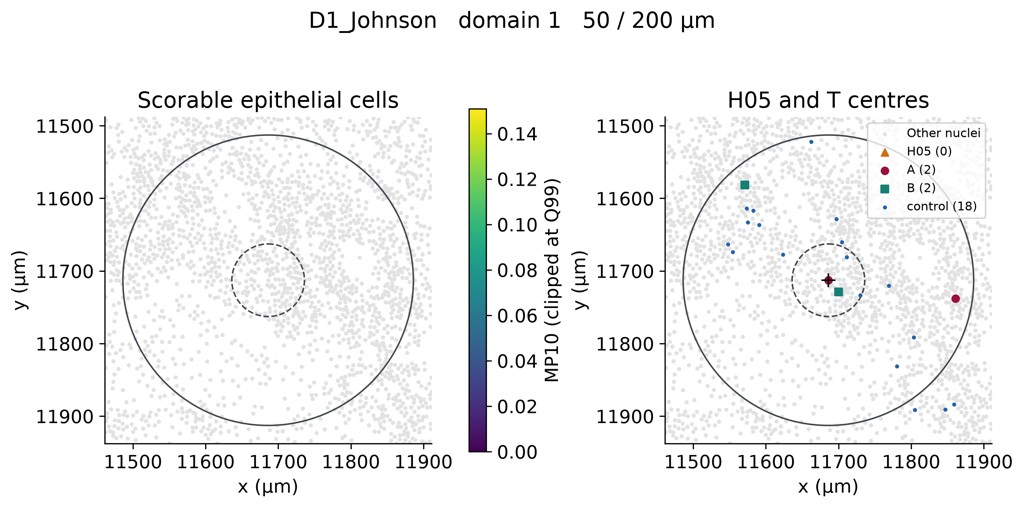 D1_Johnson   domain 1   50 / 200 µm
Scorable epithelial cells
11500
11600
11700
11800
11900
y (µm)
11500 11600 11700 11800 11900
x (µm)
0.14
0.12
0.10
0.08
0.06
0.04
0.02
0.00
MP10 (clipped at Q99)
H05 and T centres
Other nuclei
H05 (0)
A (2)
B (2)
control (18)
11500
11600
11700
11800
11900
y (µm)
11500 11600 11700 11800 11900
x (µm)